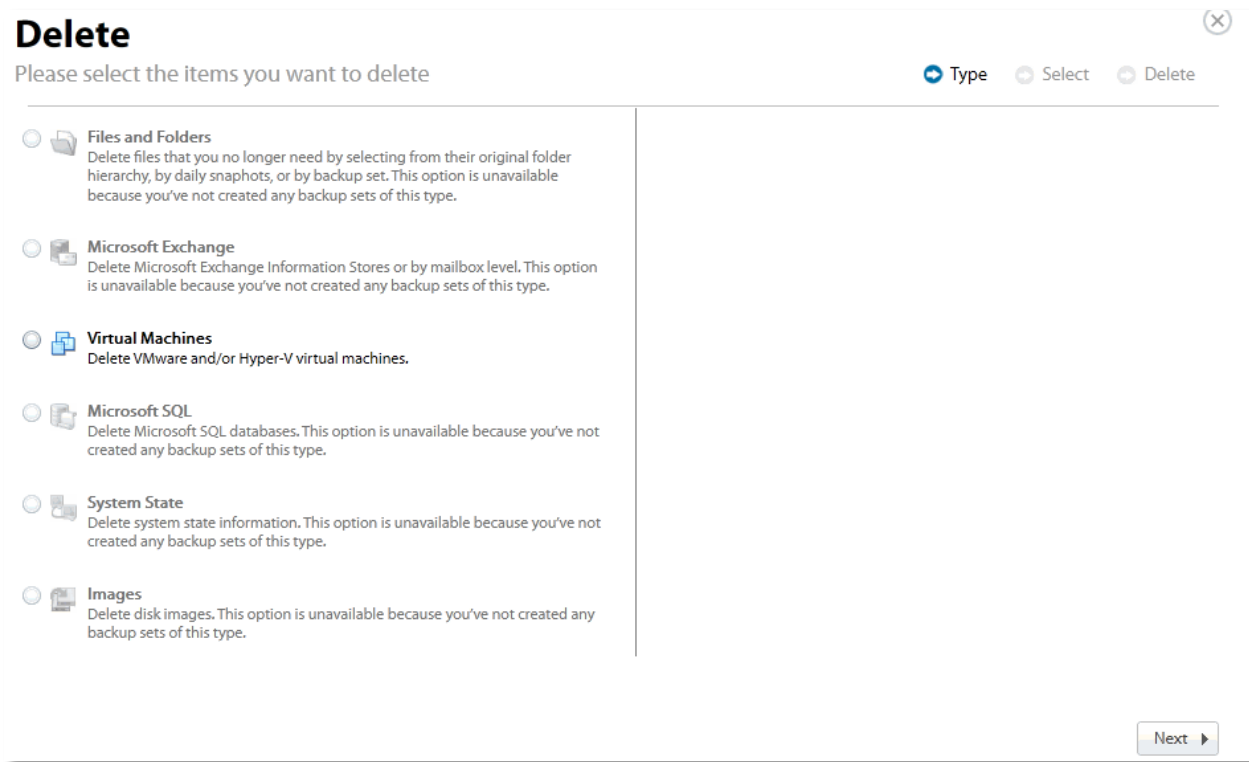 Delete
Please select the items you want to delete
Type Select Delete
Files and Folders
Delete files that you no longer need by selecting from their original folder
hierarchy, by daily snaphots, or by backup set. This option is unavailable
because you've not created any backup sets of this type.
Microsoft Exchange
Delete Microsoft Exchange Information Stores or by mailbox level. This option
is unavailable because you've not created any backup sets of this type.
Virtual Machines
Delete VMware and/or Hyper-V virtual machines.
Microsoft SQL
Delete Microsoft SQL databases. This option is unavailable because you've not
created any backup sets of this type.
System State
Delete system state information. This option is unavailable because you've not
created any backup sets of this type.
Images
Delete disk images. This option is unavailable because you've not created any
backup sets of this type.
Next